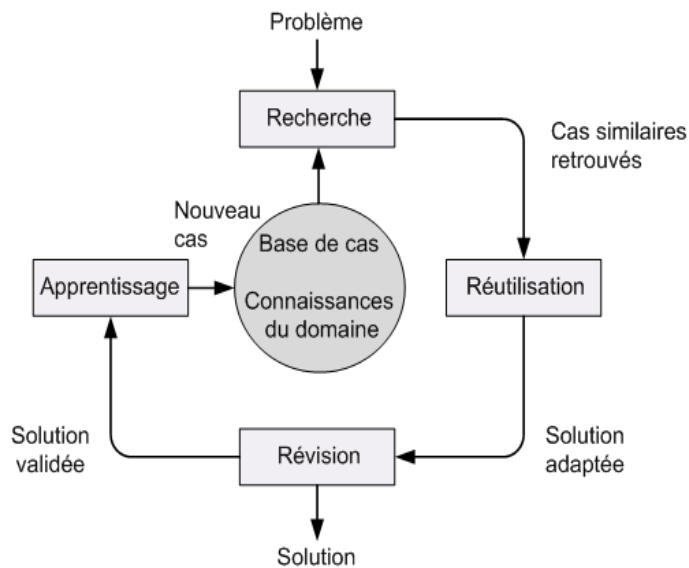 Problème
Recherche
Cas similaires
retrouvés
Nouveau
cas
Base de cas
Connaissances
du domaine
Apprentissage
Réutilisation
Solution
validée
Révision
Solution
adaptée
Solution